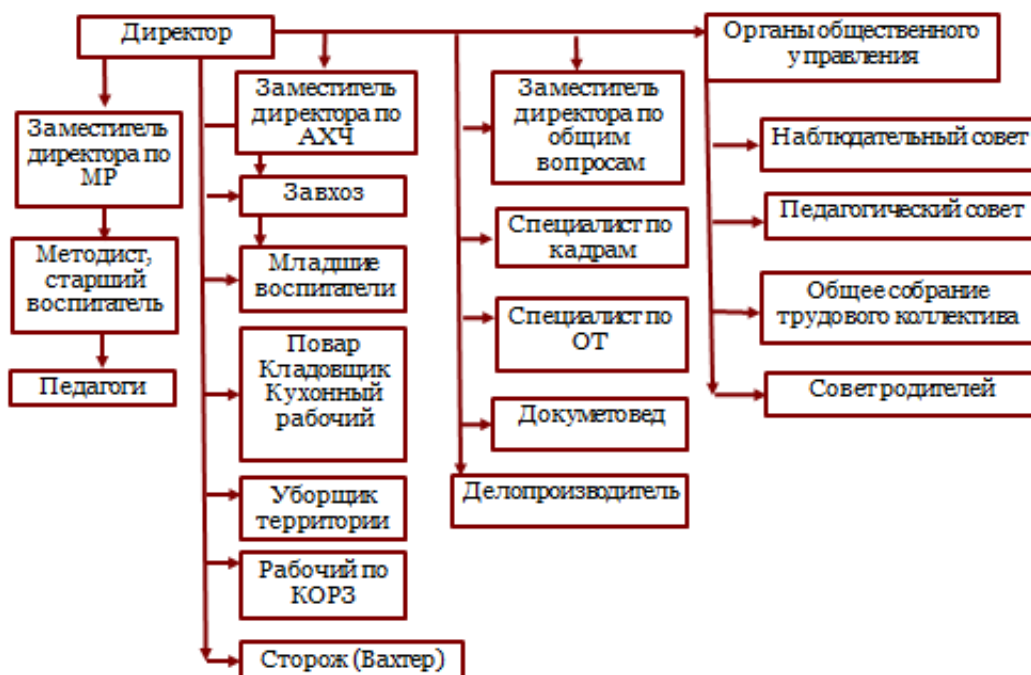 Директор
Органы общественного
управления
Заместитель
директора по
МР
Методист,
старший
воспитатель
Педагоги
Заместитель
директора по
АХЧ
Завхоз
Младшие
воспитатели
Повар
Кладовщик
Кухонный
рабочий
Уборщик
территории
Рабочий по
КОРЗ
Сторож (Вахтер)
Заместитель
директора по
общим
вопросам
Специалист по
кадрам
Специалист по
ОТ
Докуметовед
Делопроизводитель
Наблюдательный совет
Педагогический совет
Общее собрание
трудового коллектива
Совет родителей